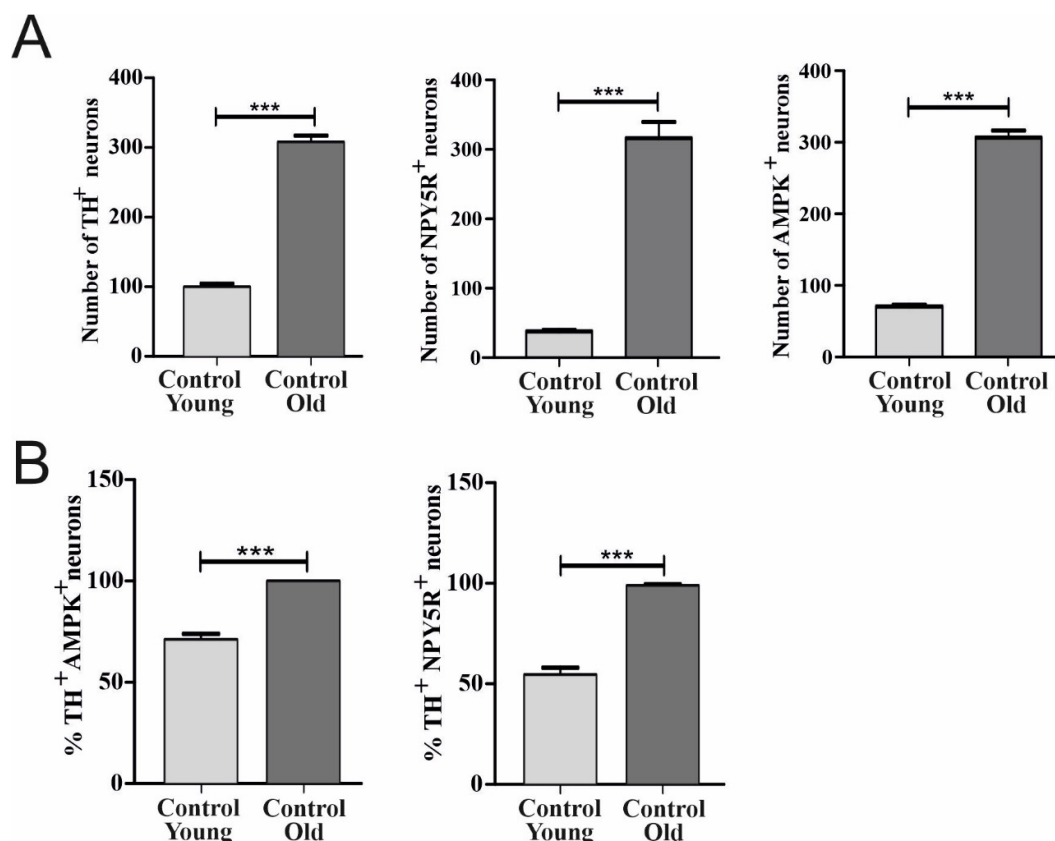 A
Number of TH+ neurons
400
300
200
100
0
***
Control Young
Control Old
Number of NPY5R+ neurons
400
300
200
100
0
***
Control Young
Control Old
Number of AMPK+ neurons
400
300
200
100
0
***
Control Young
Control Old
B
% TH+AMPK+neurons
150
100
50
0
***
Control Young
Control Old
% TH+ NPY5R+ neurons
150
100
50
0
***
Control Young
Control Old